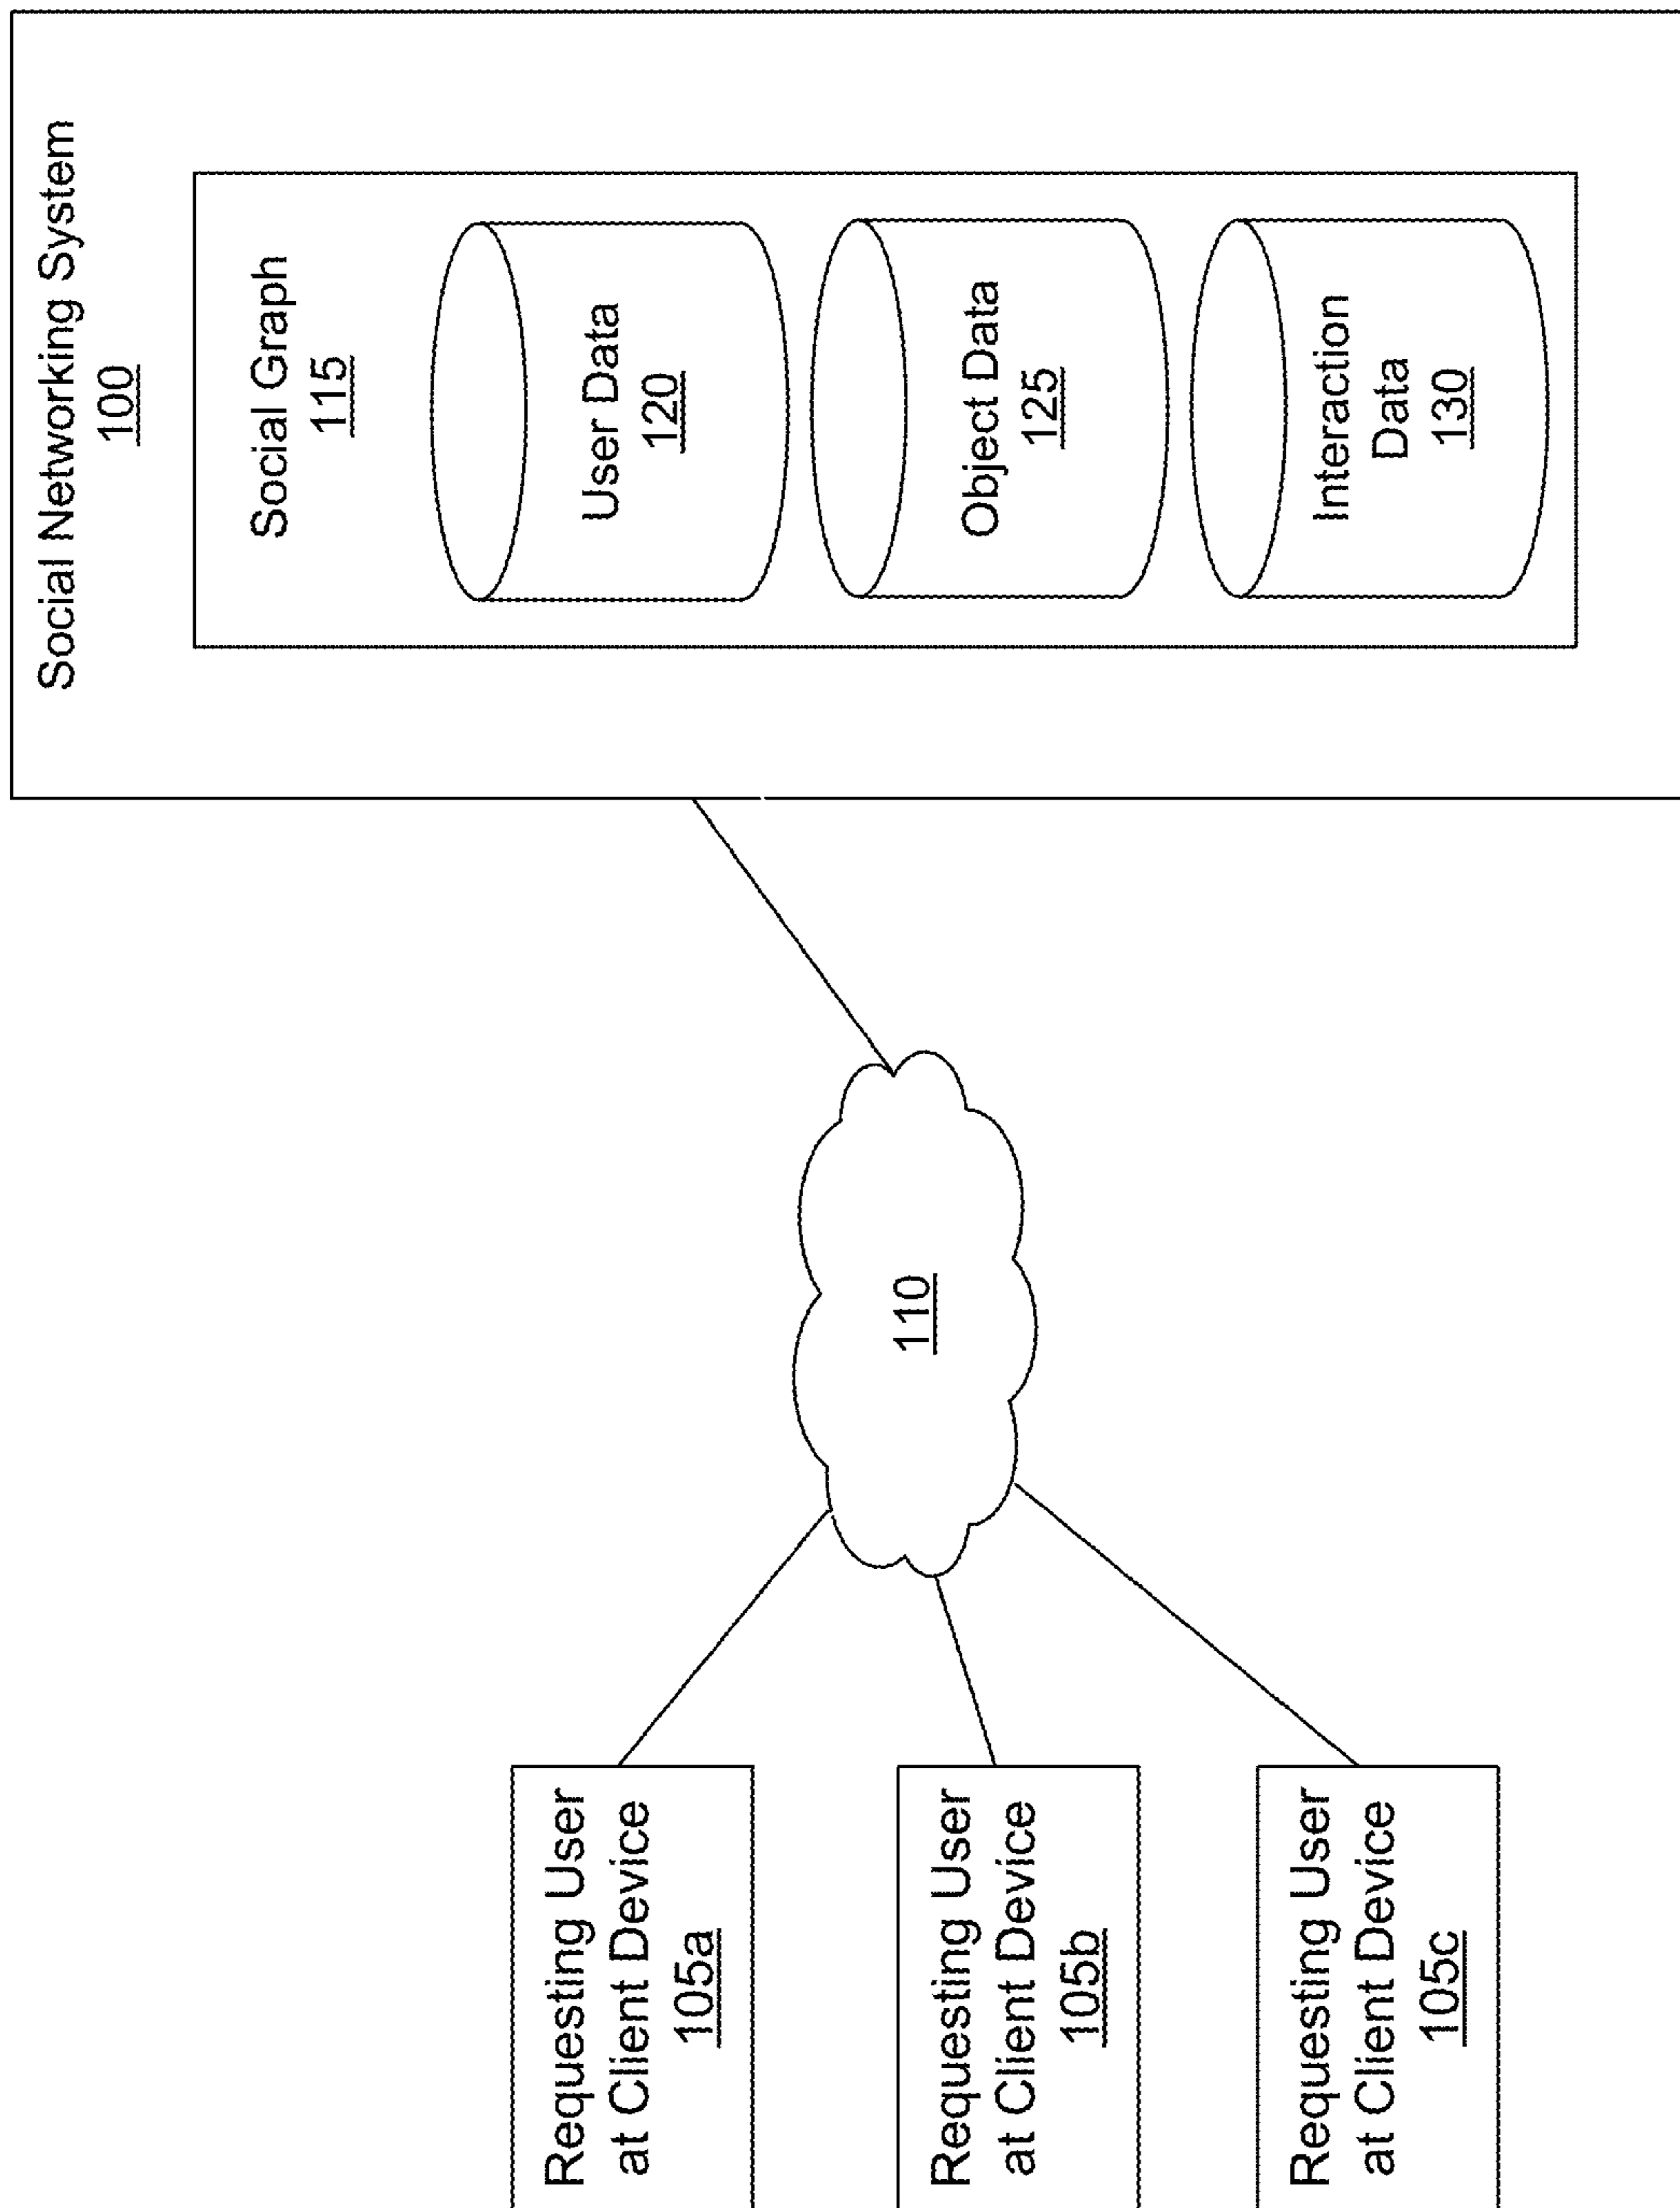 Social Networking System
100
Social Graph
115
User Data
120
Object Data
125
Interaction
Data
130
110
Requesting User
at Client Device
105a
Requesting User
at Client Device
105b
Requesting User
at Client Device
105c